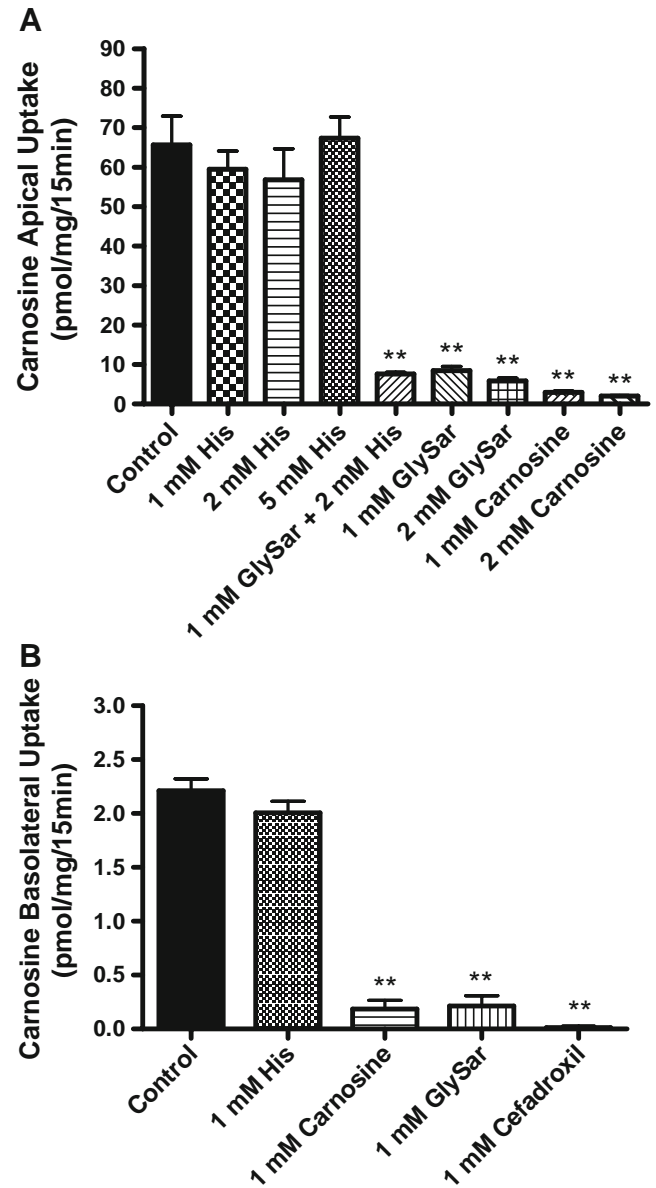 A
Carnosine Apical Uptake
(pmol/mg/15min)
90
80
70
60
50
40
30
20
10
0
**
**
**
**
**
Control
1 mM His
2 mM His
5 mM His
1 mM GlySar + 2 mM His
1 mM GlySar
2 mM GlySar
1 mM Carnosine
2 mM Carnosine
B
Carnosine Basolateral Uptake
(pmol/mg/15min)
3.0
2.5
2.0
1.5
1.0
0.5
0.0
**
**
**
Control
1 mM His
1 mM Carnosine
1 mM GlySar
1 mM Cefadroxil